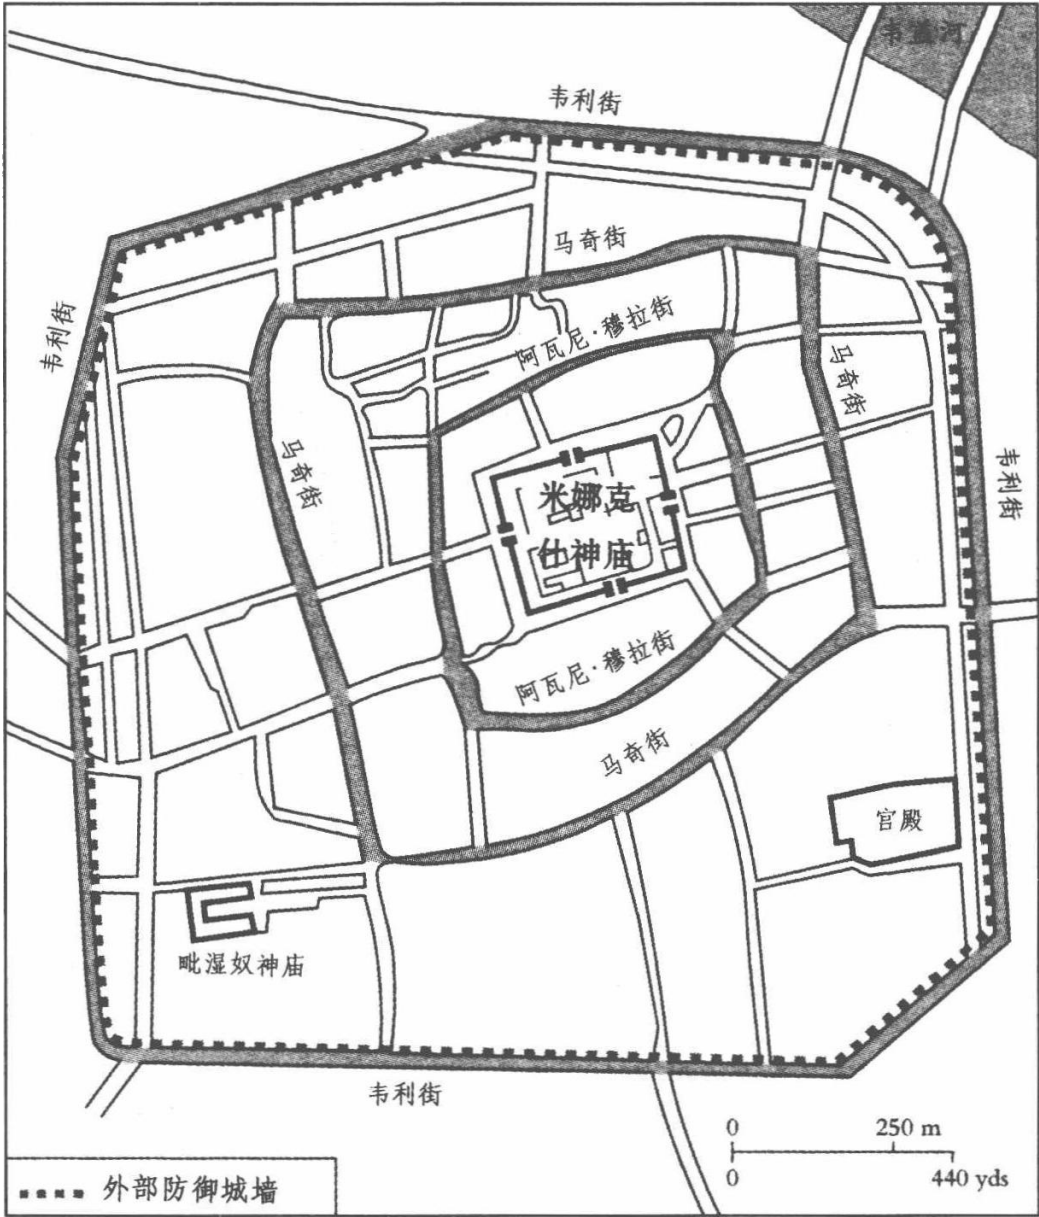 韦盖河
韦利街
马奇街
韦利街
阿瓦尼·穆拉街
马奇街
马奇街
韦利街
米娜克
仕神庙
阿瓦尼·穆拉街
马奇街
宫殿
毗湿奴神庙
韦利街
0 250 m
0 440 yds
外部防御城墙